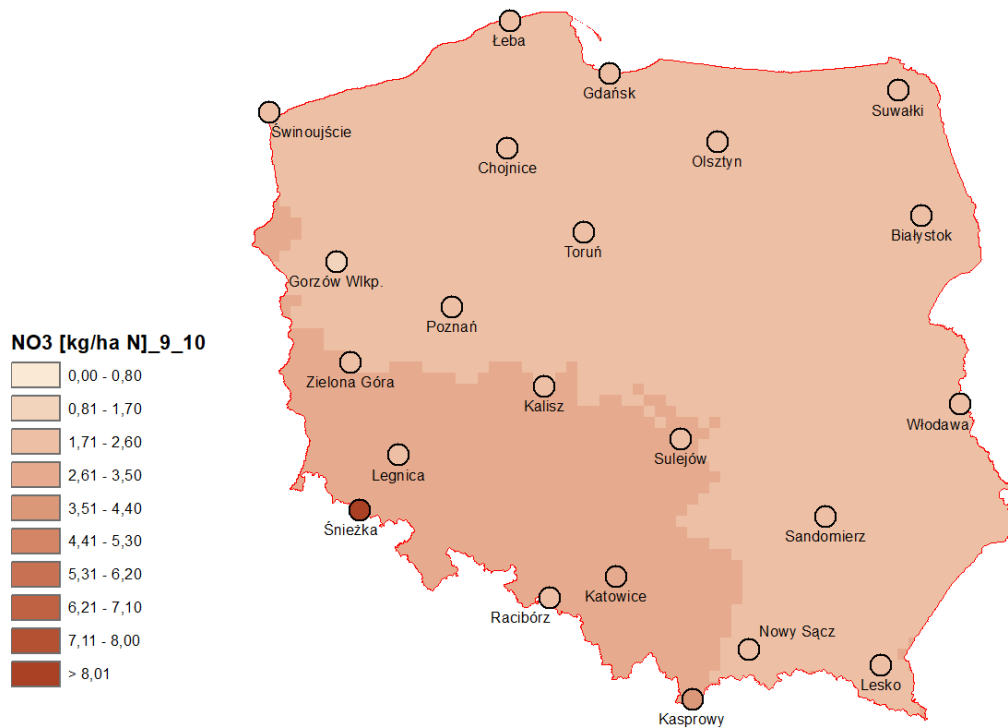 Łeba
Gdańsk
Suwałki
Świnoujście
Chojnice
Olsztyn
Białystok
Toruń
Gorzów Wlkp.
Poznań
NO3 [kg/ha N]_9_10
0,00 - 0,80
0,81 - 1,70
1,71 - 2,60
2,61 - 3,50
3,51 - 4,40
4,41 - 5,30
5,31 - 6,20
6,21 - 7,10
7,11 - 8,00
> 8,01
Zielona Góra
Kalisz
Włodawa
Sulejów
Legnica
Śnieżka
Sandomierz
Katowice
Racibórz
Nowy Sącz
Lesko
Kasprowy